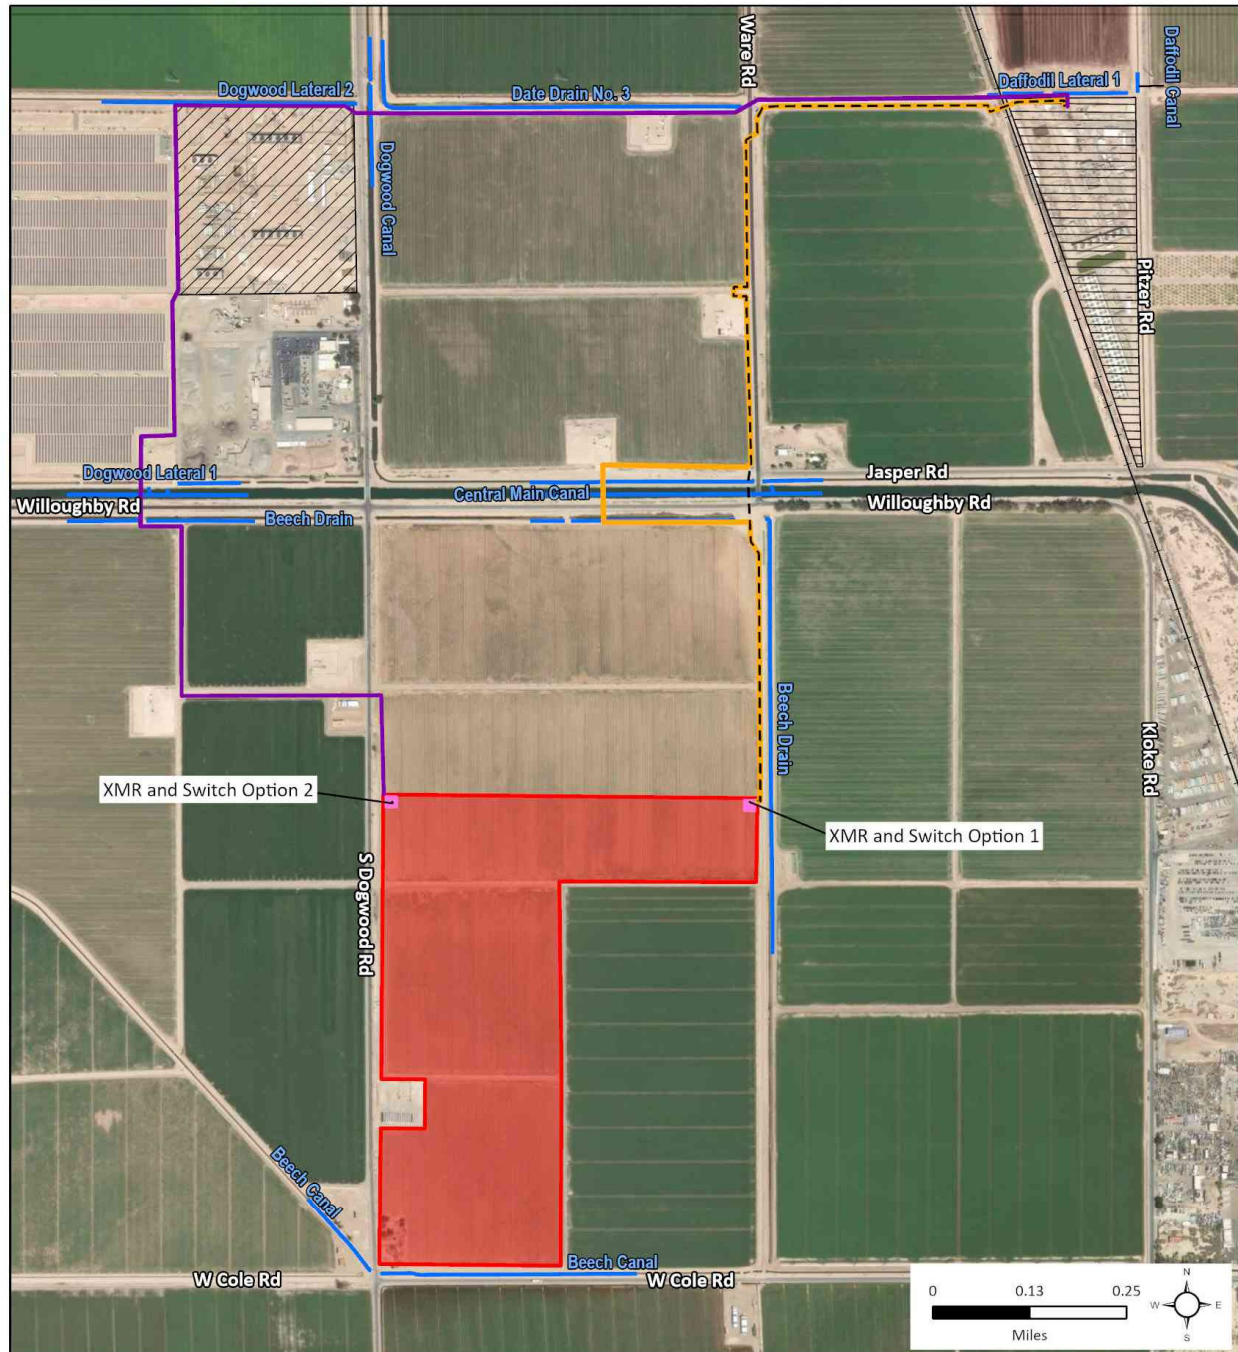 Ware Rd
Daffodil Canal
Dogwood Lateral 2
Date Drain No. 3
Daffodil Lateral 1
Dogwood Canal
Pitzer Rd
Dogwood Lateral 1
Jasper Rd
Central Main Canal
Willoughby Rd
Willoughby Rd
Beech Drain
Beech Drain
Kloke Rd
XMR and Switch Option 2
XMR and Switch Option 1
S Dogwood Rd
Beech Canal
Beech Canal
W Cole Rd
W Cole Rd
0 0.13 0.25
Miles
N
W E
S